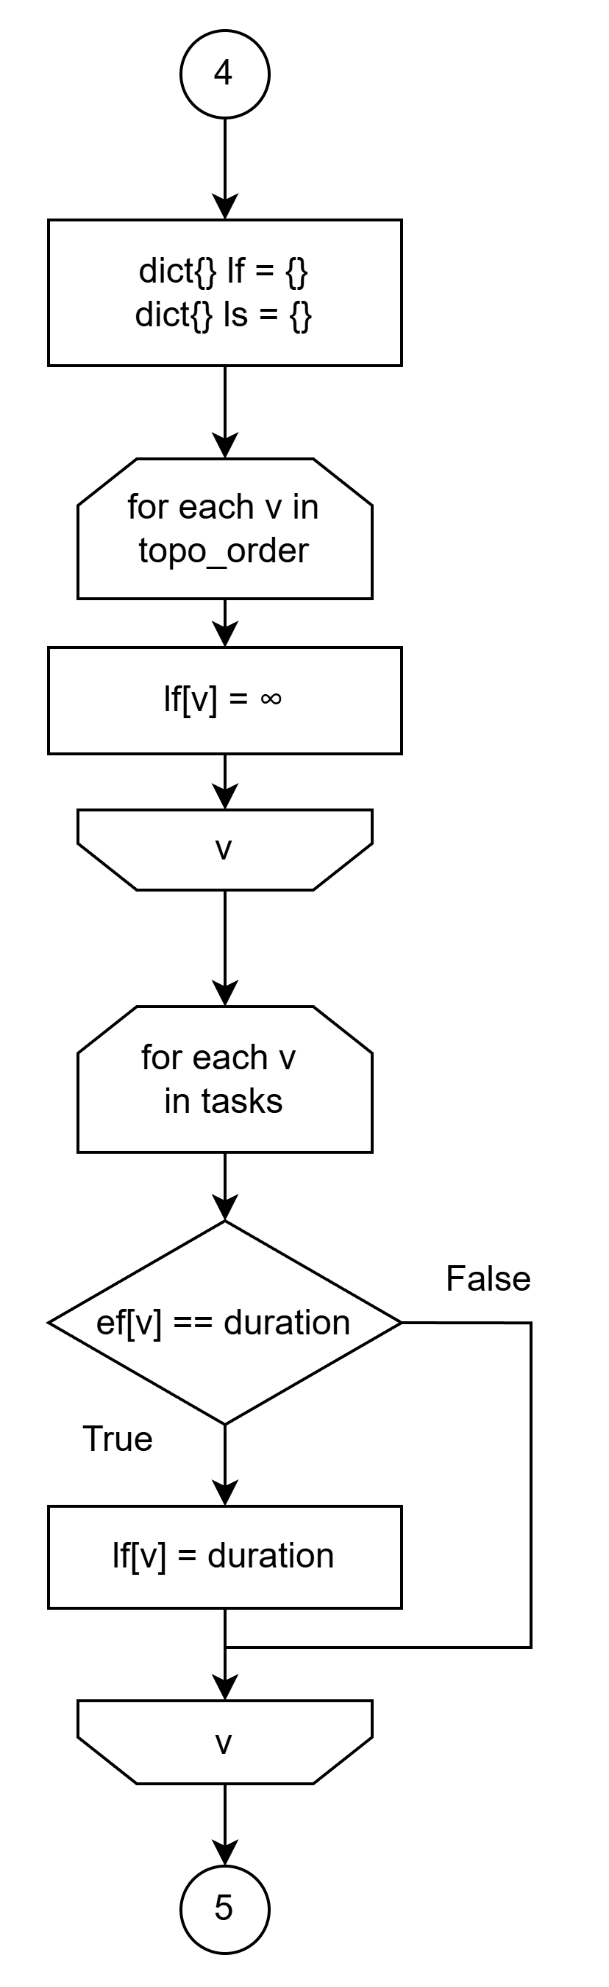 4
dict{} lf = {}
dict{} ls = {}
for each v in
topo_order
lf[v] = ∞
v
for each v
in tasks
False
ef[v] == duration
True
lf[v] = duration
v
5